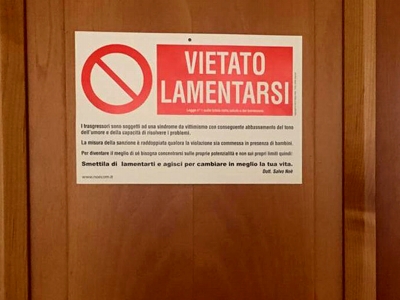 VIETATO
LAMENTARSI
I trasgressori sono soggetti ad una sindrome da vittimismo con conseguente abbassamento del tono
dell'umore e della capacità di risolvere i problemi.
La misura della sanzione è raddoppiata qualora la violazione sia commessa in presenza di bambini.
Per diventare il meglio di sé bisogna concentrarsi sulle proprie potenzialità e non sui propri limiti quindi:
Smettila di lamentarti e agisci per cambiare in meglio la tua vita.
Dott. Salvo Noè